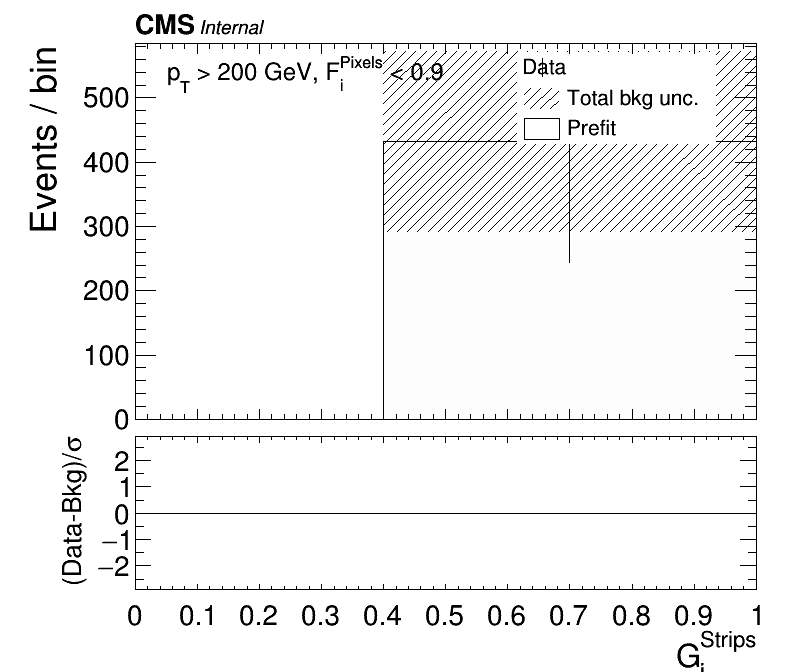 CMS Internal
Events / bin
p_T > 200 GeV, F_i^Pixels < 0.9
Data
Total bkg unc.
Prefit
500
400
300
200
100
0
(Data-Bkg)/σ
2
1
0
−1
−2
0 0.1 0.2 0.3 0.4 0.5 0.6 0.7 0.8 0.9 1
G_i^Strips